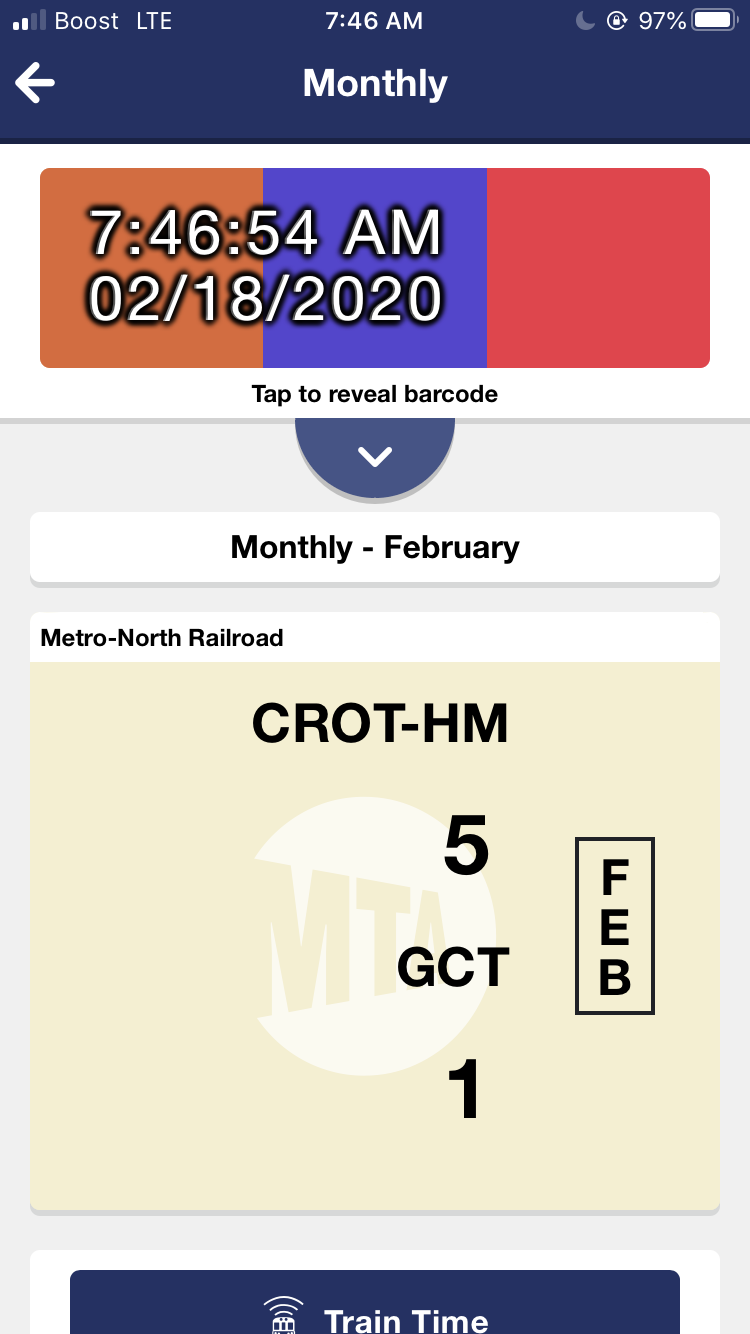 Boost LTE 7:46 AM 97%
Monthly
7:46:54 AM
02/18/2020
Tap to reveal barcode
Monthly - February
Metro-North Railroad
CROT-HM
5
MTA
GCT
1
F
E
B
Train Time